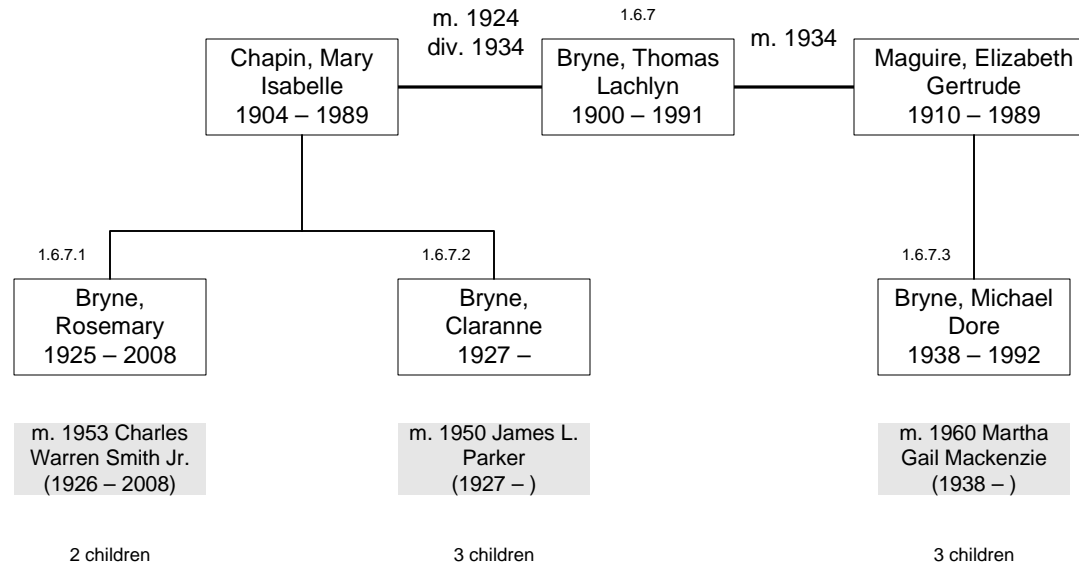 m. 1924
div. 1934
1.6.7
m. 1934
Chapin, Mary
Isabelle
1904 – 1989
Bryne, Thomas
Lachlyn
1900 – 1991
Maguire, Elizabeth
Gertrude
1910 – 1989
1.6.7.1
1.6.7.2
1.6.7.3
Bryne,
Rosemary
1925 – 2008
Bryne,
Claranne
1927 –
Bryne, Michael
Dore
1938 – 1992
m. 1953 Charles
Warren Smith Jr.
(1926 – 2008)
m. 1950 James L.
Parker
(1927 – )
m. 1960 Martha
Gail Mackenzie
(1938 – )
2 children
3 children
3 children